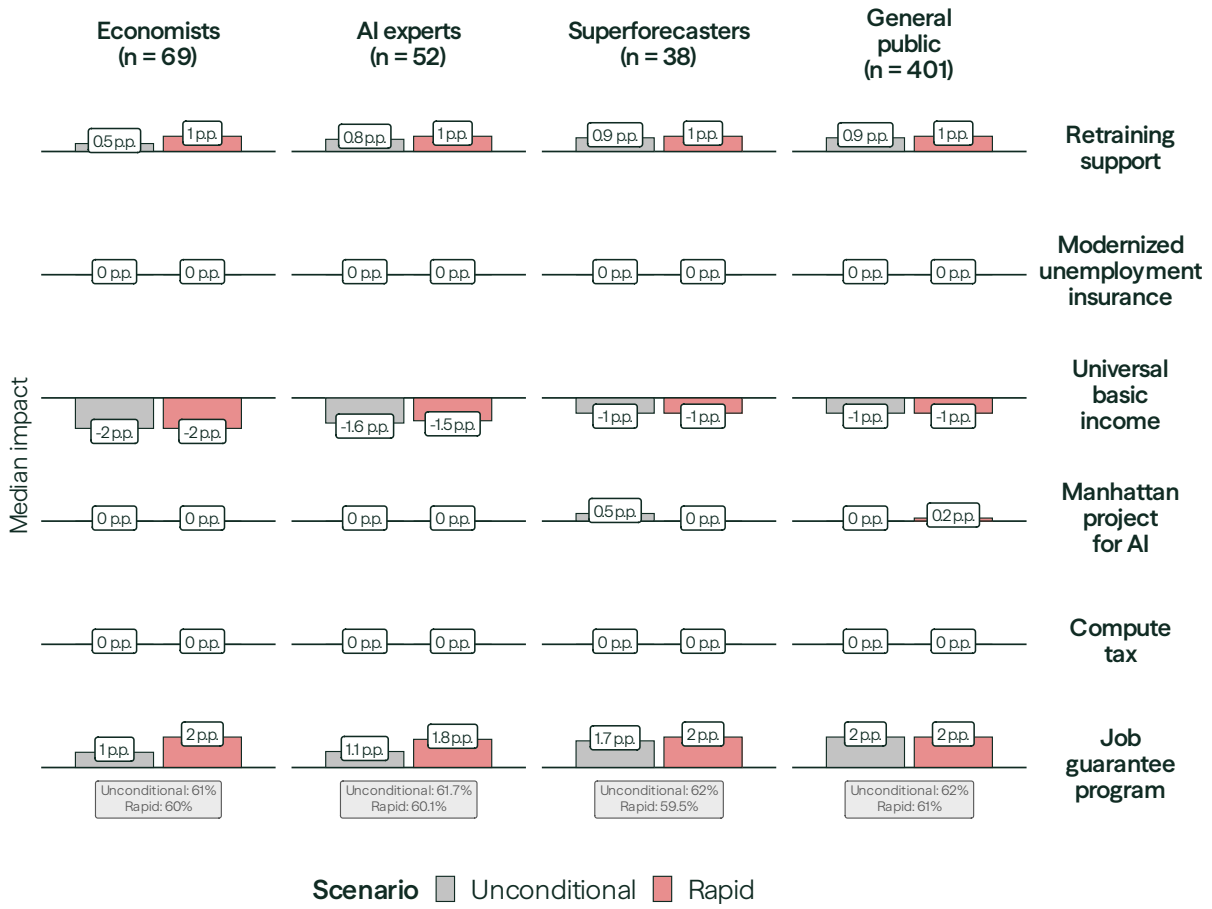 Economists
(n = 69)
AI experts
(n = 52)
Superforecasters
(n = 38)
General
public
(n = 401)
Median impact
0.5 p.p.
1 p.p.
0.8 p.p.
1 p.p.
0.9 p.p.
1 p.p.
0.9 p.p.
1 p.p.
Retraining
support
0 p.p.
0 p.p.
0 p.p.
0 p.p.
0 p.p.
0 p.p.
0 p.p.
0 p.p.
Modernized
unemployment
insurance
-2 p.p.
-2 p.p.
-1.6 p.p.
-1.5 p.p.
-1 p.p.
-1 p.p.
-1 p.p.
-1 p.p.
Universal
basic
income
0 p.p.
0 p.p.
0 p.p.
0 p.p.
0.5 p.p.
0 p.p.
0 p.p.
0.2 p.p.
Manhattan
project
for AI
0 p.p.
0 p.p.
0 p.p.
0 p.p.
0 p.p.
0 p.p.
0 p.p.
0 p.p.
Compute
tax
1 p.p.
2 p.p.
1.1 p.p.
1.8 p.p.
1.7 p.p.
2 p.p.
2 p.p.
2 p.p.
Job
guarantee
program
Unconditional: 61%
Rapid: 60%
Unconditional: 61.7%
Rapid: 60.1%
Unconditional: 62%
Rapid: 59.5%
Unconditional: 62%
Rapid: 61%
Scenario Unconditional Rapid